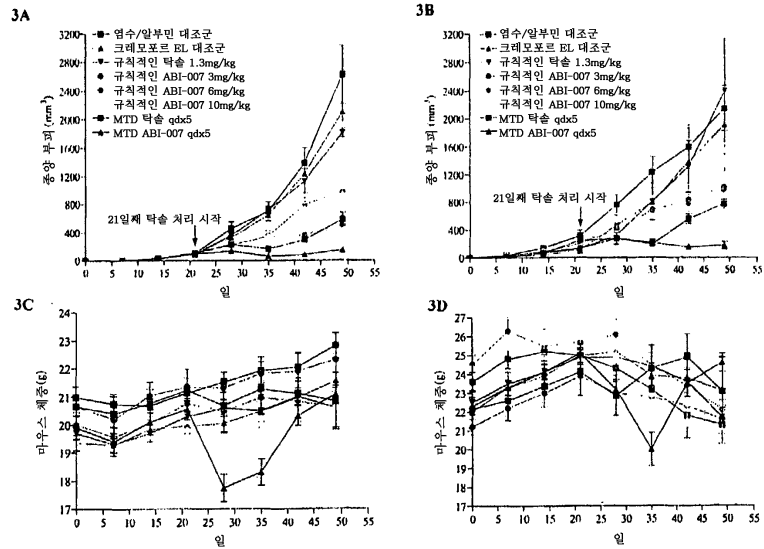 3A
3200
2800
2400
2000
1600
1200
800
400
0
종양 부피(mm³)
염수/알부민 대조군
크레모포르 EL 대조군
규칙적인 탁솔 1.3mg/kg
규칙적인 ABI-007 3mg/kg
규칙적인 ABI-007 6mg/kg
규칙적인 ABI-007 10mg/kg
MTD 탁솔 qdx5
MTD ABI-007 qdx5
21일째 탁솔 처리 시작
0 5 10 15 20 25 30 35 40 45 50 55
일
3B
3200
2800
2400
2000
1600
1200
800
400
0
종양 부피(mm³)
염수/알부민 대조군
크레모포르 EL 대조군
규칙적인 탁솔 1.3mg/kg
규칙적인 ABI-007 3mg/kg
규칙적인 ABI-007 6mg/kg
규칙적인 ABI-007 10mg/kg
MTD 탁솔 qdx5
MTD ABI-007 qdx5
21일째 탁솔 처리 시작
0 5 10 15 20 25 30 35 40 45 50 55
일
3C
24
23
22
21
20
19
18
17
마우스 체중(g)
0 5 10 15 20 25 30 35 40 45 50 55
일
3D
27
26
25
24
23
22
21
20
19
18
17
마우스 체중(g)
0 5 10 15 20 25 30 35 40 45 50 55
일